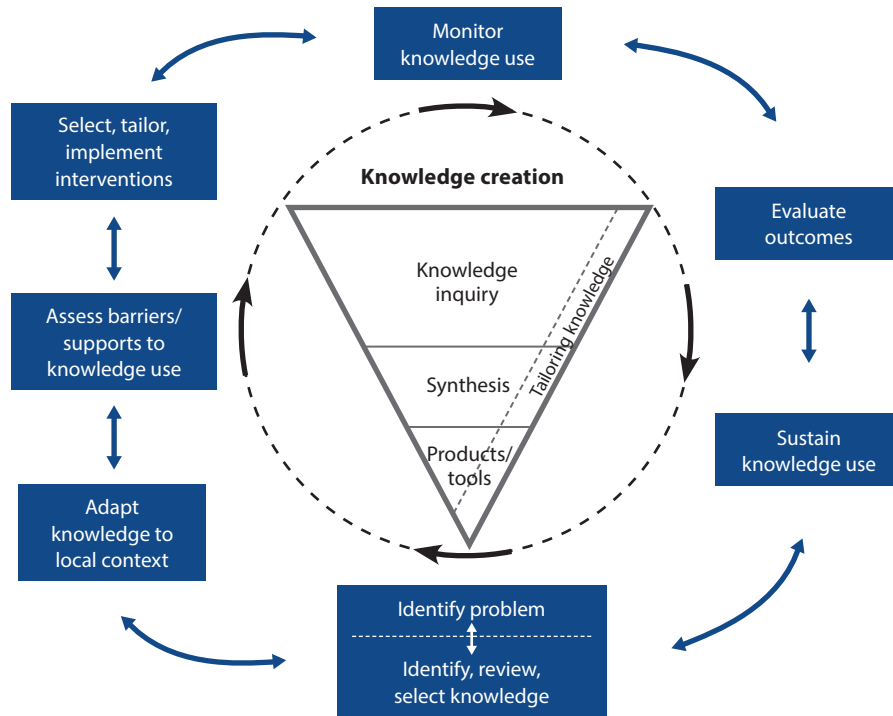 Monitor
knowledge use
Select, tailor,
implement
interventions
Knowledge creation
Evaluate
outcomes
Knowledge
inquiry
Tailoring knowledge
Assess barriers/
supports to
knowledge use
Synthesis
Sustain
knowledge use
Products/
tools
Adapt
knowledge to
local context
Identify problem
Identify, review,
select knowledge